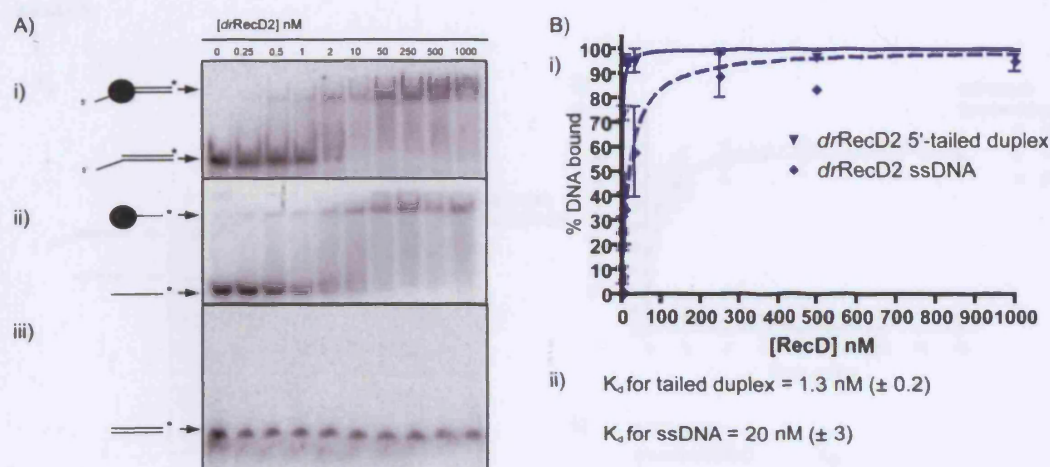 A)
[drRecD2] nM
0 0.25 0.5 1 2 10 50 250 500 1000
i)
5'
*
5'
*
ii)
*
*
iii)
*
B)
i)
% DNA bound
100
90
80
70
60
50
40
30
20
10
0
0 100 200 300 400 500 600 700 800 9001000
[RecD] nM
drRecD2 5'-tailed duplex
drRecD2 ssDNA
ii)
Kd for tailed duplex = 1.3 nM (± 0.2)
Kd for ssDNA = 20 nM (± 3)